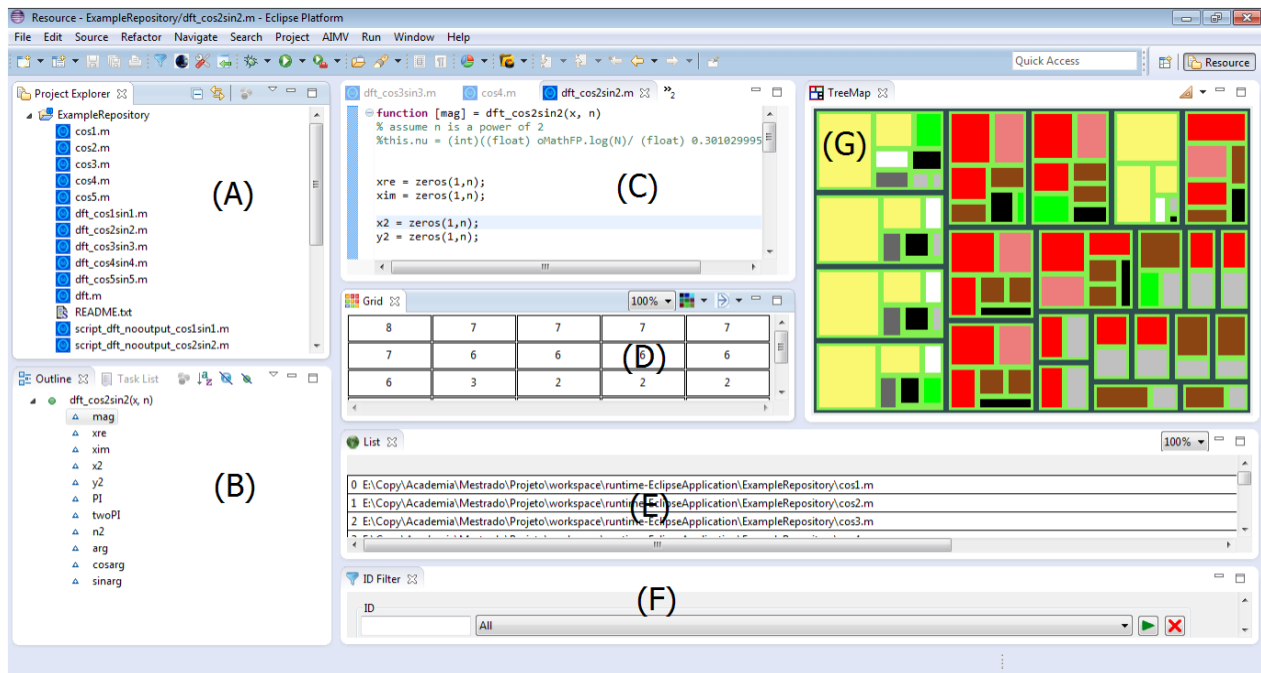 Resource - ExampleRepository/dft_cos2sin2.m - Eclipse Platform
File Edit Source Refactor Navigate Search Project AIMV Run Window Help
Quick Access
Resource
Project Explorer
ExampleRepository
cos1.m
cos2.m
cos3.m
cos4.m
cos5.m
dft_cos1sin1.m
dft_cos2sin2.m
dft_cos3sin3.m
dft_cos4sin4.m
dft_cos5sin5.m
dft.m
README.txt
script_dft_nooutput_cos1sin1.m
script_dft_nooutput_cos2sin2.m
(A)
Outline Task List
dft_cos2sin2(x, n)
mag
xre
xim
x2
y2
PI
twoPI
n2
arg
cosarg
sinarg
(B)
dft_cos3sin3.m cos4.m dft_cos2sin2.m »2
function [mag] = dft_cos2sin2(x, n)
% assume n is a power of 2
%this.nu = (int)((float) oMathFP.log(N)/ (float) 0.301029995
xre = zeros(1,n);
xim = zeros(1,n);
x2 = zeros(1,n);
y2 = zeros(1,n);
(C)
Grid 100%
8 7 7 7 7
7 6 6 6 6
6 3 2 2 2
(D)
List 100%
0 E:\Copy\Academia\Mestrado\Projeto\workspace\runtime-EclipseApplication\ExampleRepository\cos1.m
1 E:\Copy\Academia\Mestrado\Projeto\workspace\runtime-EclipseApplication\ExampleRepository\cos2.m
2 E:\Copy\Academia\Mestrado\Projeto\workspace\runtime-EclipseApplication\ExampleRepository\cos3.m
(E)
ID Filter
ID
All
(F)
TreeMap
(G)